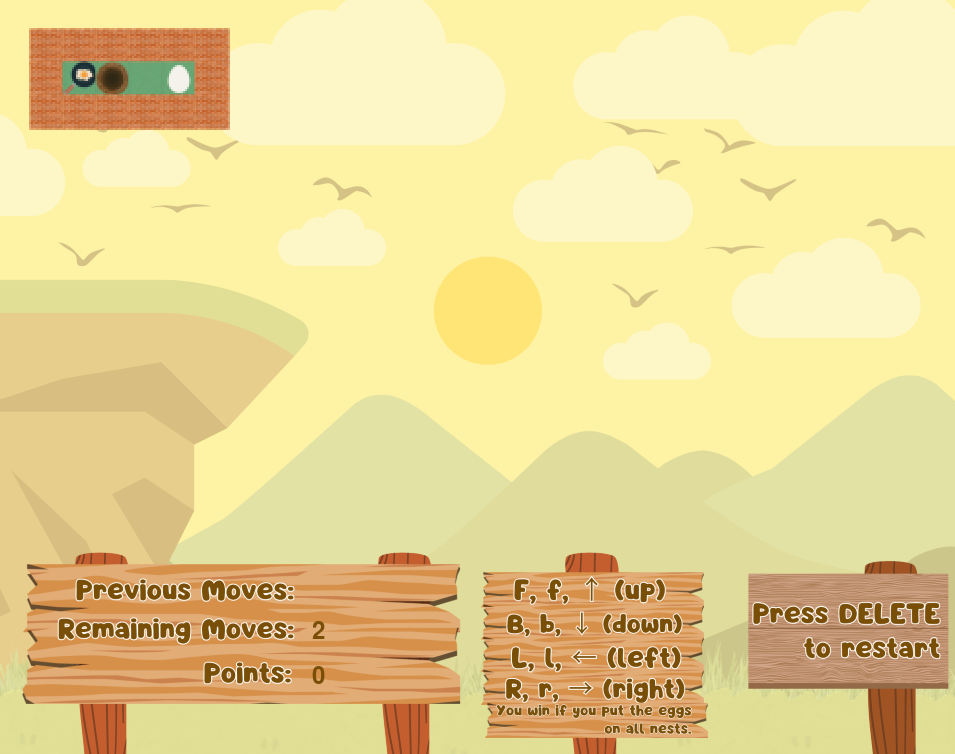 Previous Moves:
Remaining Moves: 2
Points: 0
F, f, ↑ (up)
B, b, ↓ (down)
L, l, ← (left)
R, r, → (right)
You win if you put the eggs
on all nests.
Press DELETE
to restart